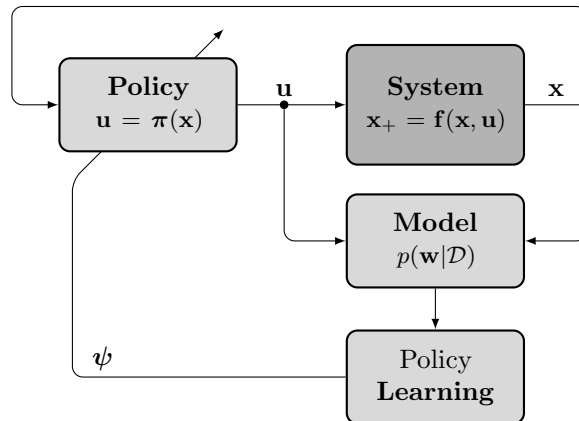 Policy
u = π(x)
u
System
x₊ = f(x, u)
x
Model
p(w|𝒟)
ψ
Policy
Learning